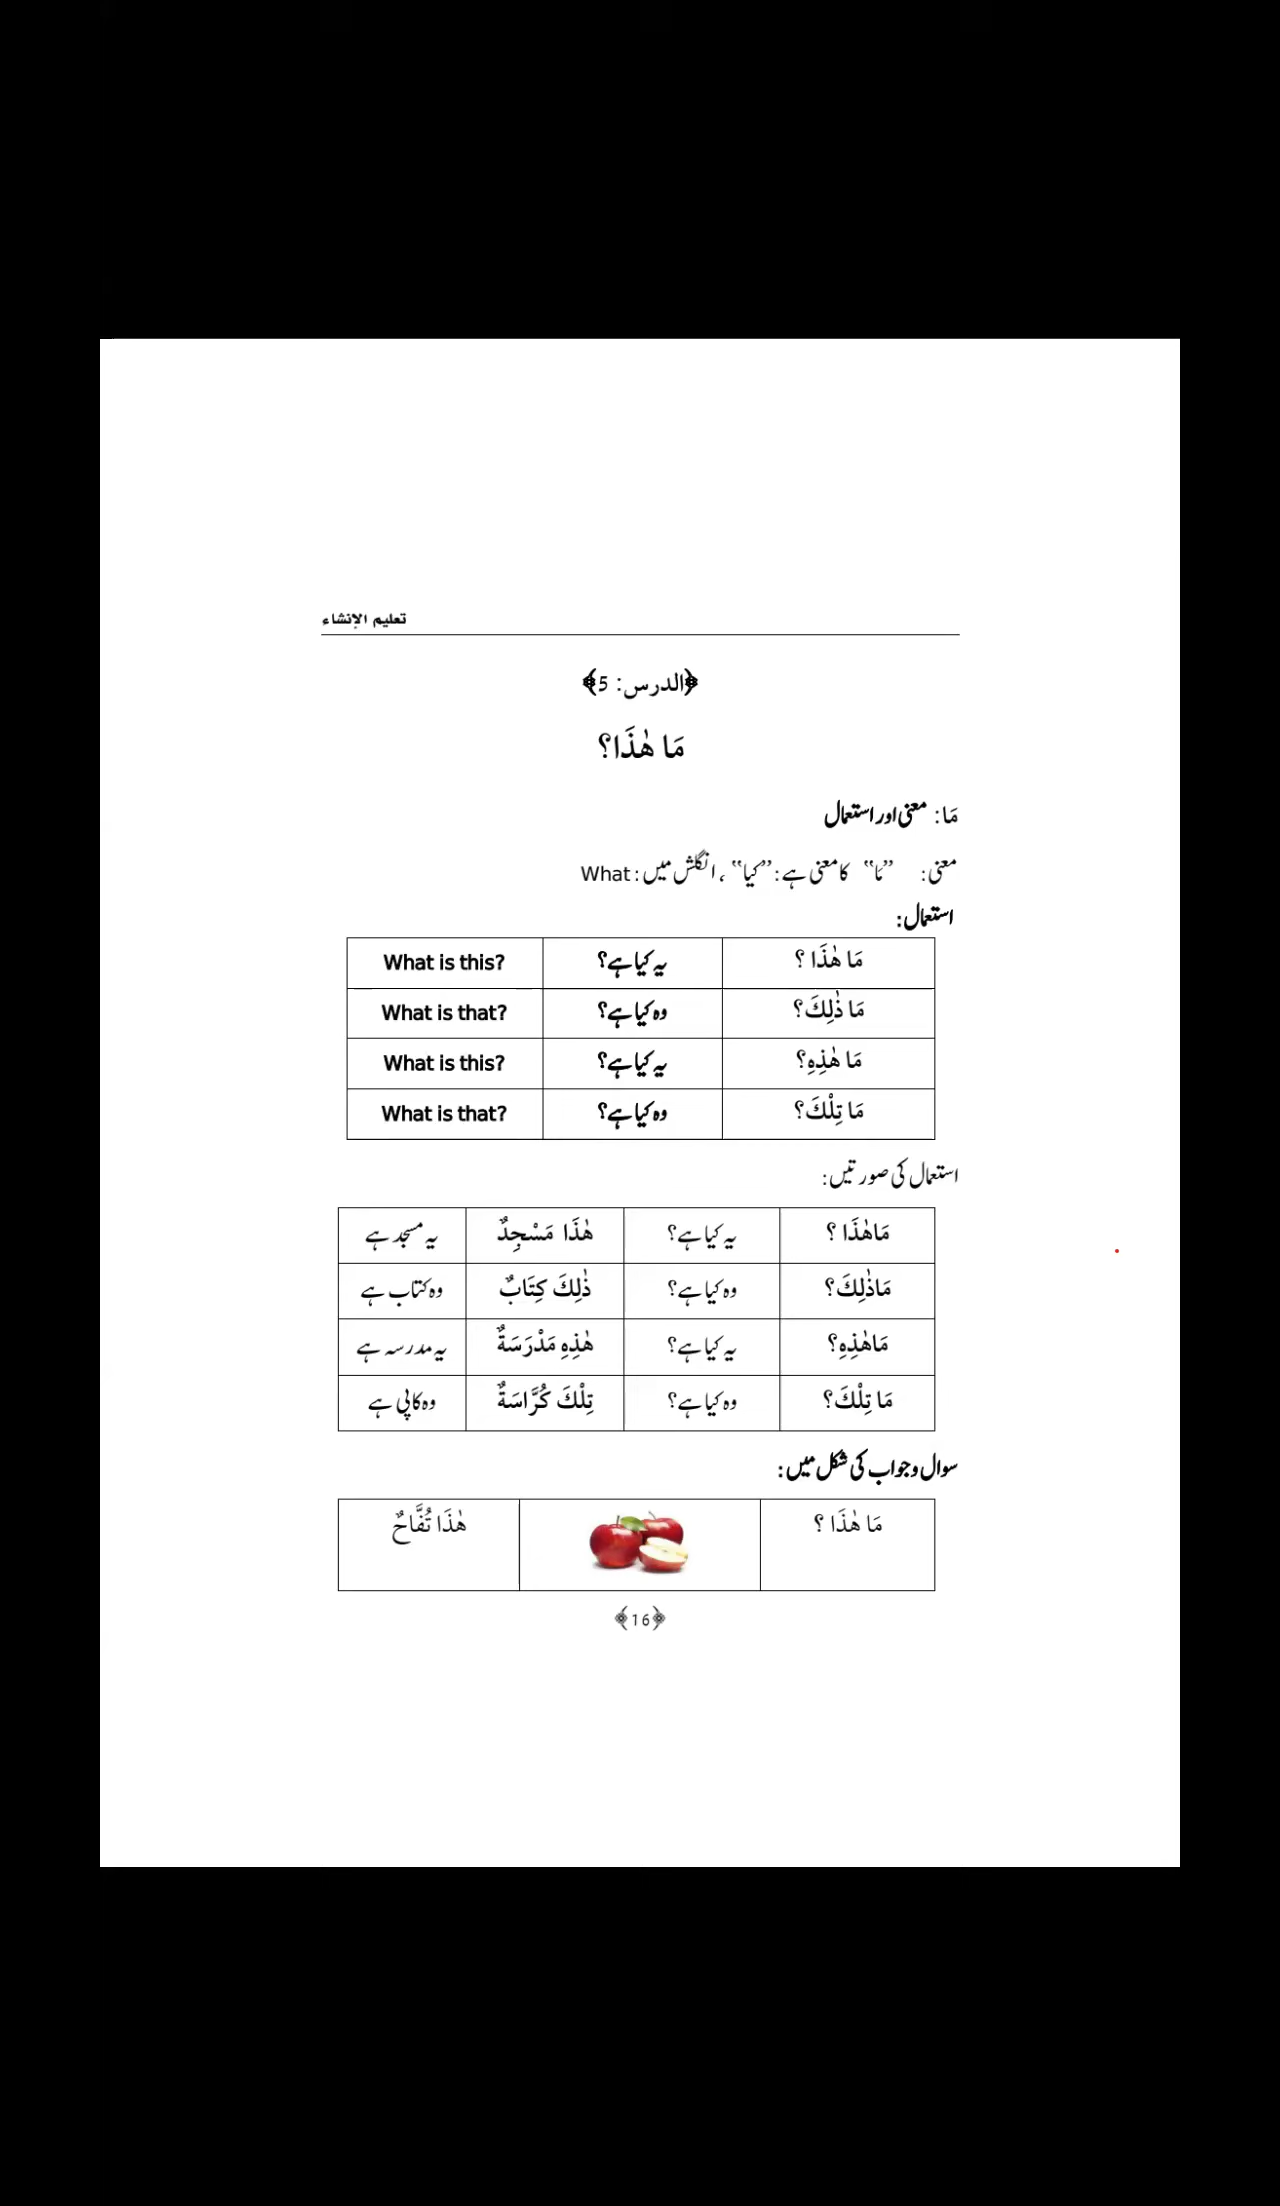 تعليم الإنشاء
﴿الدرس: 5﴾
مَا هٰذَا؟
مَا: معنی اور استعمال
معنی: ’’مَا‘‘ کا معنی ہے: ’’کیا‘‘، انگلش میں: What
استعمال:
مَا هٰذَا ؟ یہ کیا ہے؟ What is this?
مَا ذٰلِكَ؟ وہ کیا ہے؟ What is that?
مَا هٰذِهِ؟ یہ کیا ہے؟ What is this?
مَا تِلْكَ؟ وہ کیا ہے؟ What is that?
استعمال کی صورتیں:
مَاهٰذَا ؟ یہ کیا ہے؟ هٰذَا مَسْجِدٌ یہ مسجد ہے
مَاذٰلِكَ؟ وہ کیا ہے؟ ذٰلِكَ كِتَابٌ وہ کتاب ہے
مَاهٰذِهِ؟ یہ کیا ہے؟ هٰذِهِ مَدْرَسَةٌ یہ مدرسہ ہے
مَا تِلْكَ؟ وہ کیا ہے؟ تِلْكَ كُرَّاسَةٌ وہ کاپی ہے
سوال و جواب کی شکل میں:
مَا هٰذَا ؟ هٰذَا تُفَّاحٌ
﴿16﴾